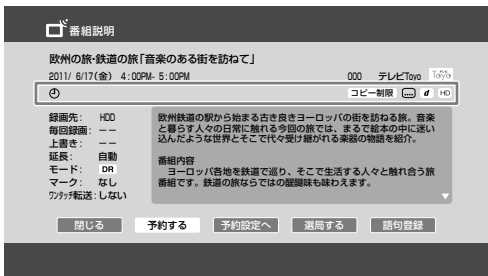 番組説明
欧州の旅・鉄道の旅「音楽のある街を訪ねて」
2011/ 6/17(金) 4:00PM- 5:00PM 000 テレビToyo Toyo
コピー制限 d HD
録画先: HDD
毎回録画: －－
上書き: －－
延長: 自動
モード: DR
マーク: なし
ワンタッチ転送:しない
欧州鉄道の駅から始まる古き良きヨーロッパの街を訪ねる旅。音楽
と暮らす人々の日常に触れる今回の旅では、まるで絵本の中に迷い
込んだような世界とそこで代々受け継がれる楽器の物語を紹介。
番組内容
ヨーロッパ各地を鉄道で巡り、そこで生活する人々と触れ合う旅
番組です。鉄道の旅ならではの醍醐味も味わえます。
閉じる 予約する 予約設定へ 選局する 語句登録